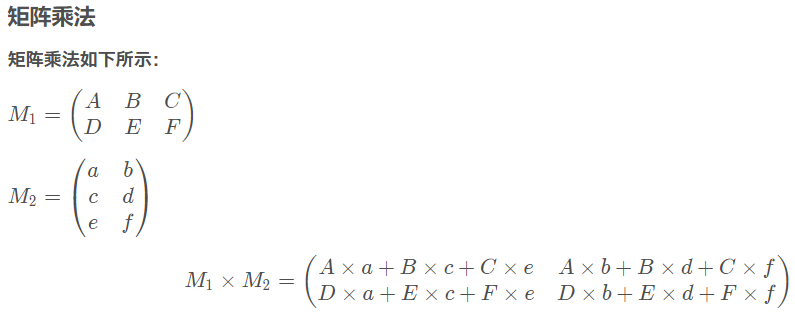 矩阵乘法
矩阵乘法如下所示：
M₁ = (A B C
D E F)
M₂ = (a b
c d
e f)
M₁ × M₂ = (A × a + B × c + C × e A × b + B × d + C × f
D × a + E × c + F × e D × b + E × d + F × f)